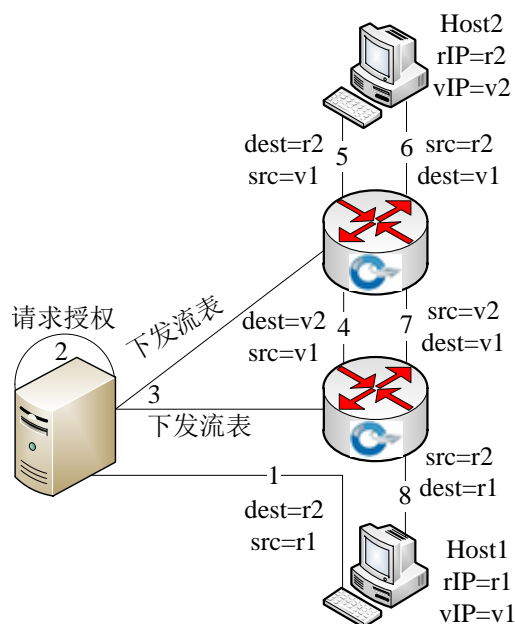 Host2
rIP=r2
vIP=v2
dest=r2
src=v1
5
6
src=r2
dest=v1
请求授权
2
下发流表
dest=v2
src=v1
4
7
src=v2
dest=v1
3
下发流表
1
dest=r2
src=r1
src=r2
dest=r1
8
Host1
rIP=r1
vIP=v1